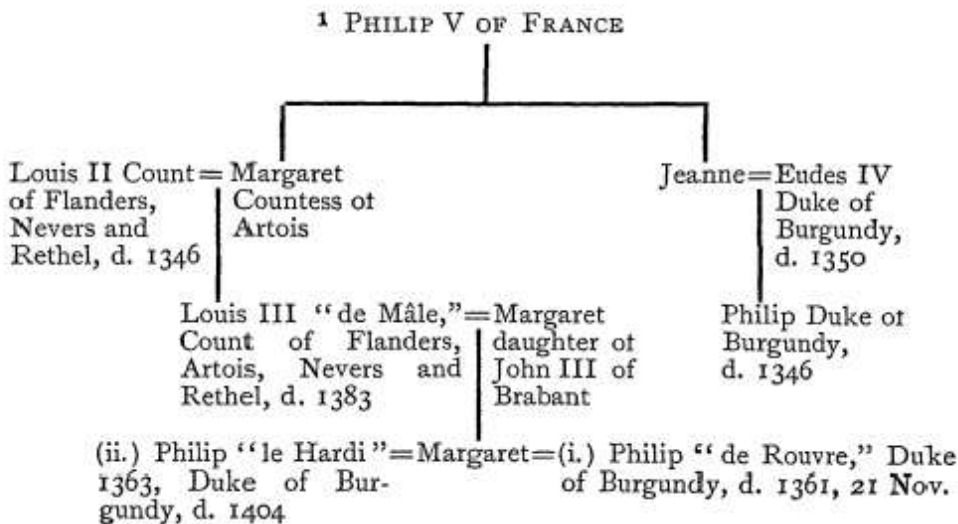 1 PHILIP V OF FRANCE
Louis II Count = Margaret
of Flanders, Countess of
Nevers and Artois
Rethel, d. 1346
Jeanne = Eudes IV
Duke of
Burgundy,
d. 1350
Louis III "de Mâle," = Margaret
Count of Flanders, daughter of
Artois, Nevers and John III of
Rethel, d. 1383 Brabant
Philip Duke of
Burgundy,
d. 1346
(ii.) Philip "le Hardi" = Margaret = (i.) Philip "de Rouvre," Duke
1363, Duke of Bur- of Burgundy, d. 1361, 21 Nov.
gundy, d. 1404